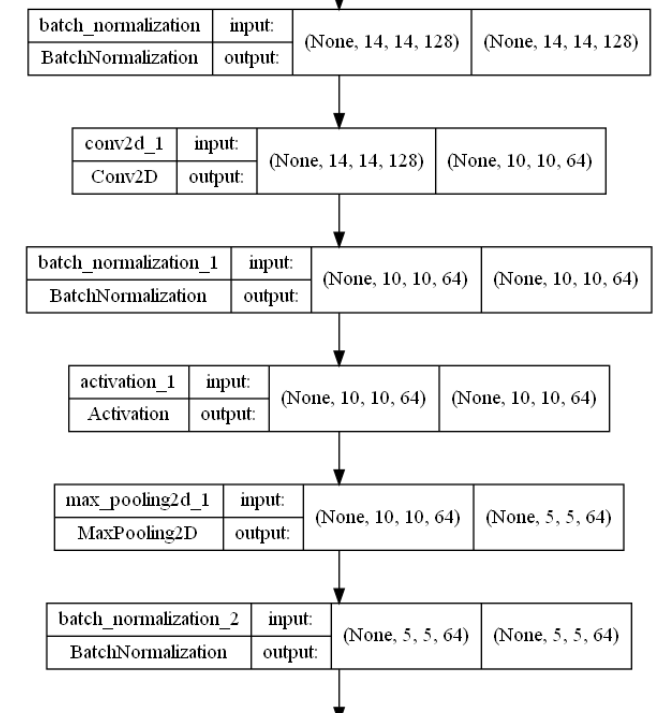 batch_normalization input: (None, 14, 14, 128) (None, 14, 14, 128)
BatchNormalization output:
conv2d_1 input: (None, 14, 14, 128) (None, 10, 10, 64)
Conv2D output:
batch_normalization_1 input: (None, 10, 10, 64) (None, 10, 10, 64)
BatchNormalization output:
activation_1 input: (None, 10, 10, 64) (None, 10, 10, 64)
Activation output:
max_pooling2d_1 input: (None, 10, 10, 64) (None, 5, 5, 64)
MaxPooling2D output:
batch_normalization_2 input: (None, 5, 5, 64) (None, 5, 5, 64)
BatchNormalization output: